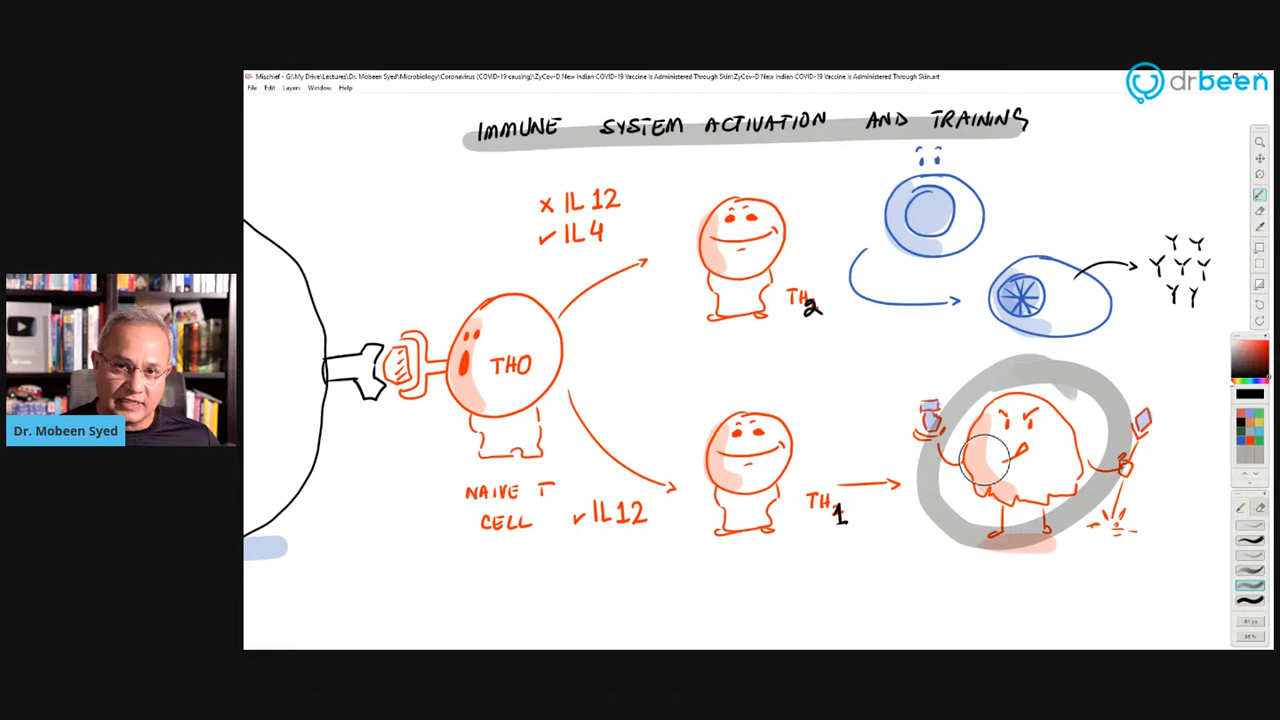 drbeen
Mischief - G:\My Drive\Lectures\Dr. Mobeen Syed\Microbiology\Coronavirus (COVID-19 causing)\ZyCov-D New Indian COVID-19 Vaccine Is Administered Through Skin\ZyCov-D New Indian COVID-19 Vaccine Is Administered Through Skin.art
File Edit Layers Window Help
IMMUNE SYSTEM ACTIVATION AND TRAINING
x IL 12
✓ IL 4
TH2
THO
NAIVE T
CELL
✓ IL 12
TH1
Dr. Mobeen Syed
61 px
36 %